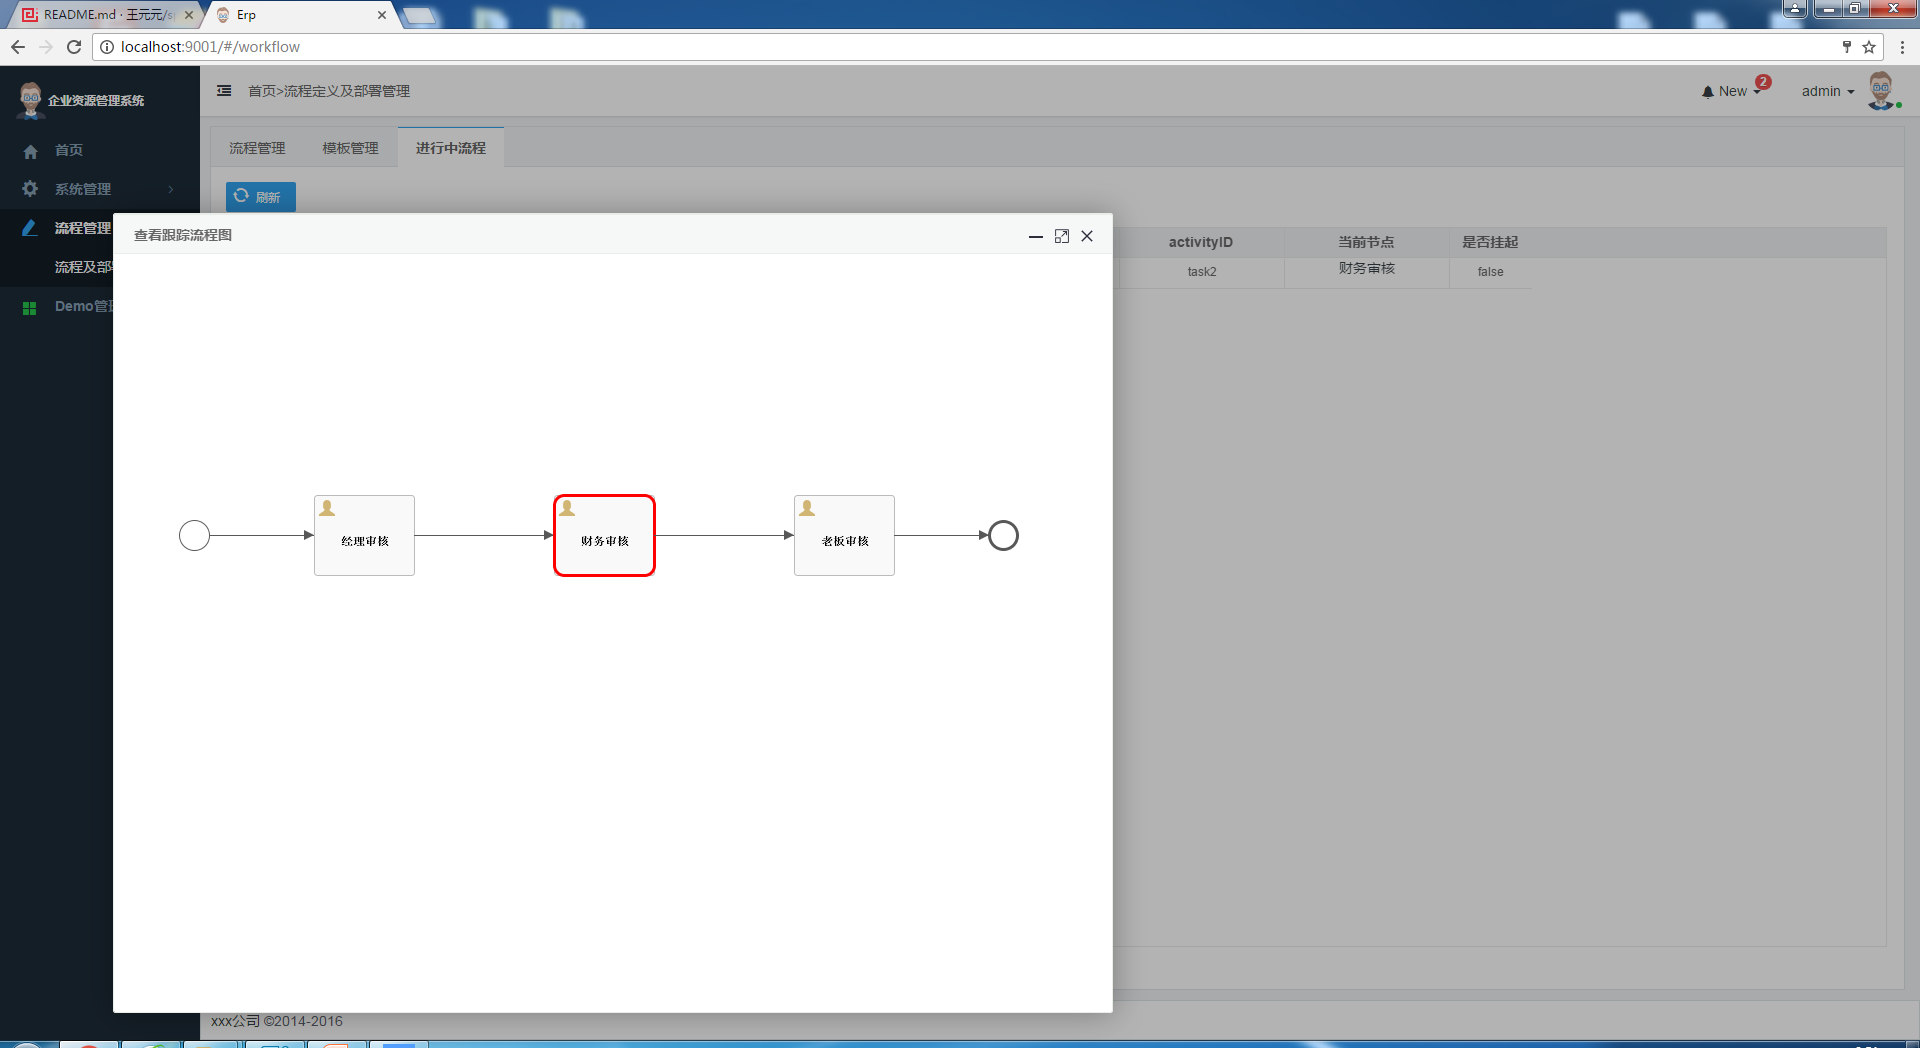 README.md · 王元元/s
Erp
localhost:9001/#/workflow
企业资源管理系统
首页>流程定义及部署管理
New
2
admin
首页
系统管理
流程管理
流程及部
Demo管
流程管理
模板管理
进行中流程
刷新
查看跟踪流程图
activityID
当前节点
是否挂起
task2
财务审核
false
经理审核
财务审核
老板审核
xxx公司 ©2014-2016